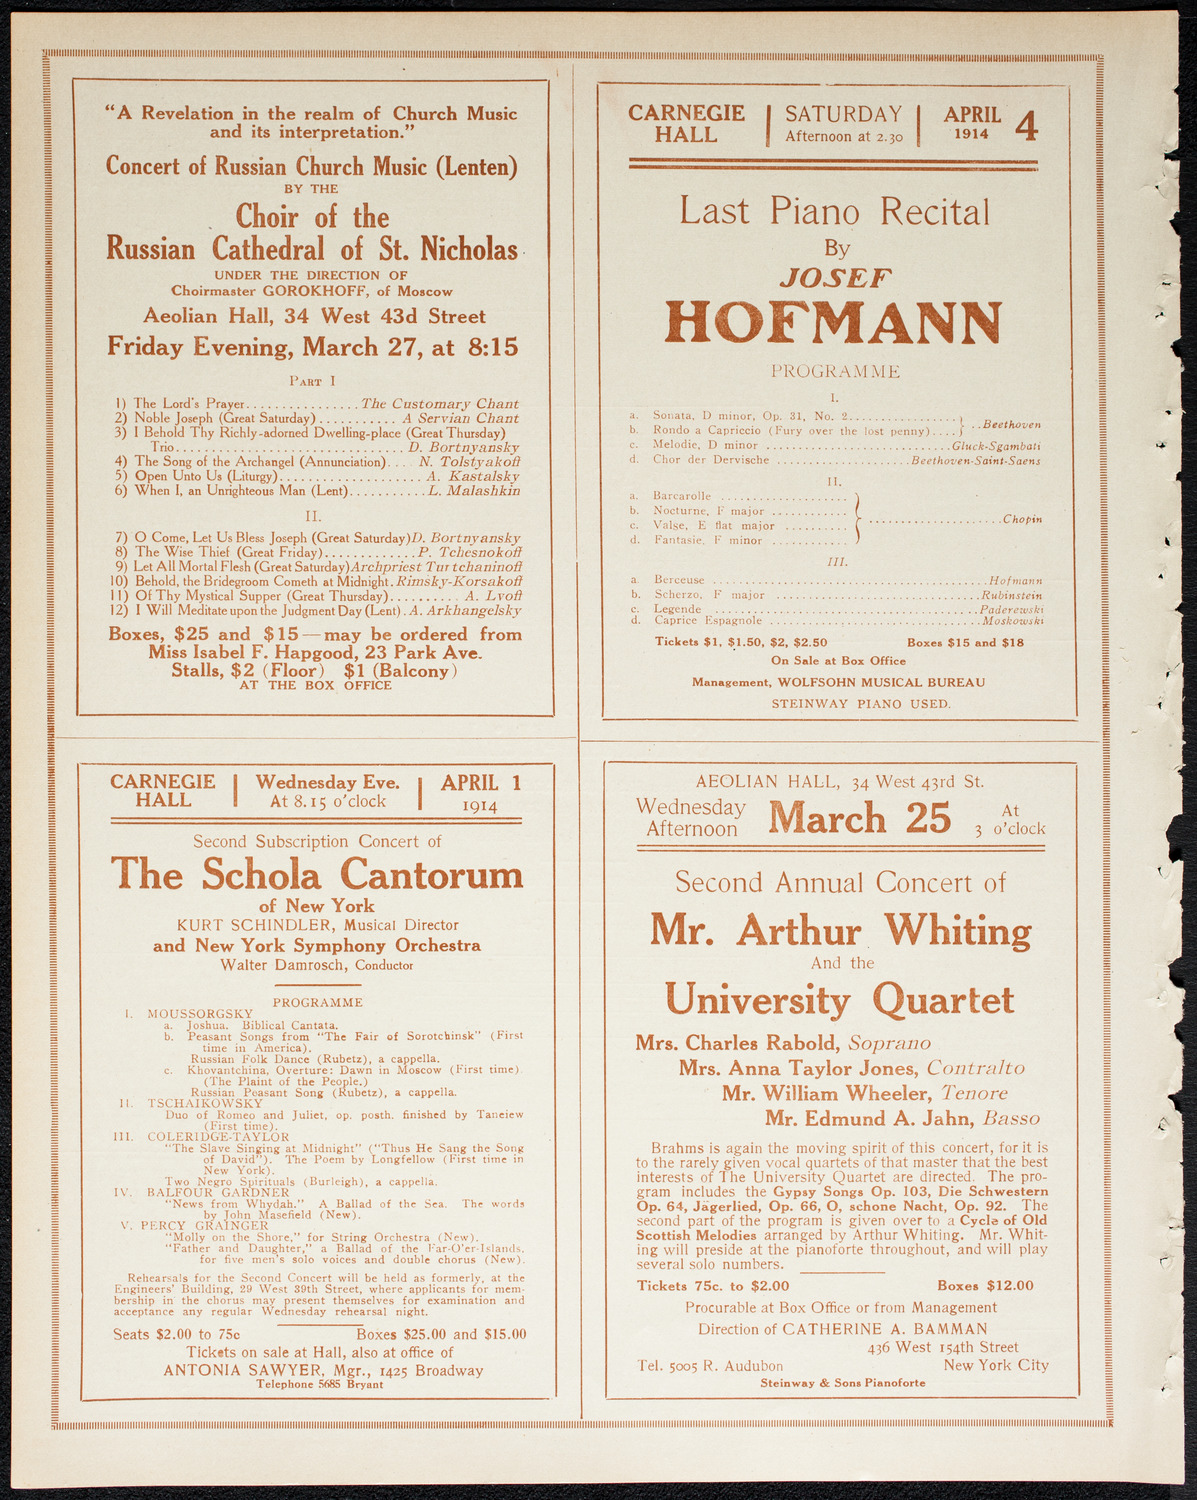 “A Revelation in the realm of Church Music
and its interpretation.”
Concert of Russian Church Music (Lenten)
BY THE
Choir of the
Russian Cathedral of St. Nicholas
UNDER THE DIRECTION OF
Choirmaster GOROKHOFF, of Moscow
Aeolian Hall, 34 West 43d Street
Friday Evening, March 27, at 8:15
PART I
1) The Lord's Prayer................The Customary Chant
2) Noble Joseph (Great Saturday)...........A Servian Chant
3) I Behold Thy Richly-adorned Dwelling-place (Great Thursday)
Trio..............................D. Bortnyansky
4) The Song of the Archangel (Annunciation)....N. Tolstyakoff
5) Open Unto Us (Liturgy)....................A. Kastalsky
6) When I, an Unrighteous Man (Lent)...........L. Malashkin
II.
7) O Come, Let Us Bless Joseph (Great Saturday)D. Bortnyansky
8) The Wise Thief (Great Friday).............P. Tchesnokoff
9) Let All Mortal Flesh (Great Saturday)Archpriest Turtchaninoff
10) Behold, the Bridegroom Cometh at Midnight.Rimsky-Korsakoff
11) Of Thy Mystical Supper (Great Thursday)..........A. Lvoff
12) I Will Meditate upon the Judgment Day (Lent).A. Arkhangelsky
Boxes, $25 and $15—may be ordered from
Miss Isabel F. Hapgood, 23 Park Ave.
Stalls, $2 (Floor) $1 (Balcony)
AT THE BOX OFFICE
CARNEGIE HALL | SATURDAY Afternoon at 2.30 | APRIL 1914 4
Last Piano Recital
By
JOSEF
HOFMANN
PROGRAMME
I.
a. Sonata, D minor, Op. 31, No. 2................
b. Rondo a Capriccio (Fury over the lost penny)....} ..Beethoven
c. Melodie, D minor ..........................Gluck-Sgambati
d. Chor der Dervische ...................Beethoven-Saint-Saens
II.
a. Barcarolle ...................
b. Nocturne, F major ............
c. Valse, E flat major .......... } ....................Chopin
d. Fantasie, F minor ............
III.
a. Berceuse .......................................Hofmann
b. Scherzo, F major ..............................Rubinstein
c. Legende .......................................Paderewski
d. Caprice Espagnole .............................Moskowski
Tickets $1, $1.50, $2, $2.50 Boxes $15 and $18
On Sale at Box Office
Management, WOLFSOHN MUSICAL BUREAU
STEINWAY PIANO USED.
CARNEGIE HALL | Wednesday Eve. At 8.15 o'clock | APRIL 1 1914
Second Subscription Concert of
The Schola Cantorum
of New York
KURT SCHINDLER, Musical Director
and New York Symphony Orchestra
Walter Damrosch, Conductor
PROGRAMME
I. MOUSSORGSKY
a. Joshua. Biblical Cantata.
b. Peasant Songs from “The Fair of Sorotchinsk” (First
time in America).
Russian Folk Dance (Rubetz), a cappella.
c. Khovantchina, Overture: Dawn in Moscow (First time)
(The Plaint of the People.)
Russian Peasant Song (Rubetz), a cappella.
II. TSCHAIKOWSKY
Duo of Romeo and Juliet, op. posth. finished by Taneiew
(First time).
III. COLERIDGE-TAYLOR
“The Slave Singing at Midnight” (“Thus He Sang the Song
of David”). The Poem by Longfellow (First time in
New York).
Two Negro Spirituals (Burleigh), a cappella.
IV. BALFOUR GARDNER
“News from Whydah.” A Ballad of the Sea. The words
by John Masefield (New).
V. PERCY GRAINGER
“Molly on the Shore,” for String Orchestra (New).
“Father and Daughter,” a Ballad of the Far-O'er-Islands,
for five men's solo voices and double chorus (New).
Rehearsals for the Second Concert will be held as formerly, at the
Engineers' Building, 29 West 39th Street, where applicants for mem-
bership in the chorus may present themselves for examination and
acceptance any regular Wednesday rehearsal night.
Seats $2.00 to 75c Boxes $25.00 and $15.00
Tickets on sale at Hall, also at office of
ANTONIA SAWYER, Mgr., 1425 Broadway
Telephone 5685 Bryant
AEOLIAN HALL, 34 West 43rd St.
Wednesday Afternoon March 25 At 3 o'clock
Second Annual Concert of
Mr. Arthur Whiting
And the
University Quartet
Mrs. Charles Rabold, Soprano
Mrs. Anna Taylor Jones, Contralto
Mr. William Wheeler, Tenore
Mr. Edmund A. Jahn, Basso
Brahms is again the moving spirit of this concert, for it is
to the rarely given vocal quartets of that master that the best
interests of The University Quartet are directed. The pro-
gram includes the Gypsy Songs Op. 103, Die Schwestern
Op. 64, Jägerlied, Op. 66, O, schone Nacht, Op. 92. The
second part of the program is given over to a Cycle of Old
Scottish Melodies arranged by Arthur Whiting. Mr. Whit-
ing will preside at the pianoforte throughout, and will play
several solo numbers.
Tickets 75c. to $2.00 Boxes $12.00
Procurable at Box Office or from Management
Direction of CATHERINE A. BAMMAN
436 West 154th Street
Tel. 5005 R. Audubon New York City
Steinway & Sons Pianoforte